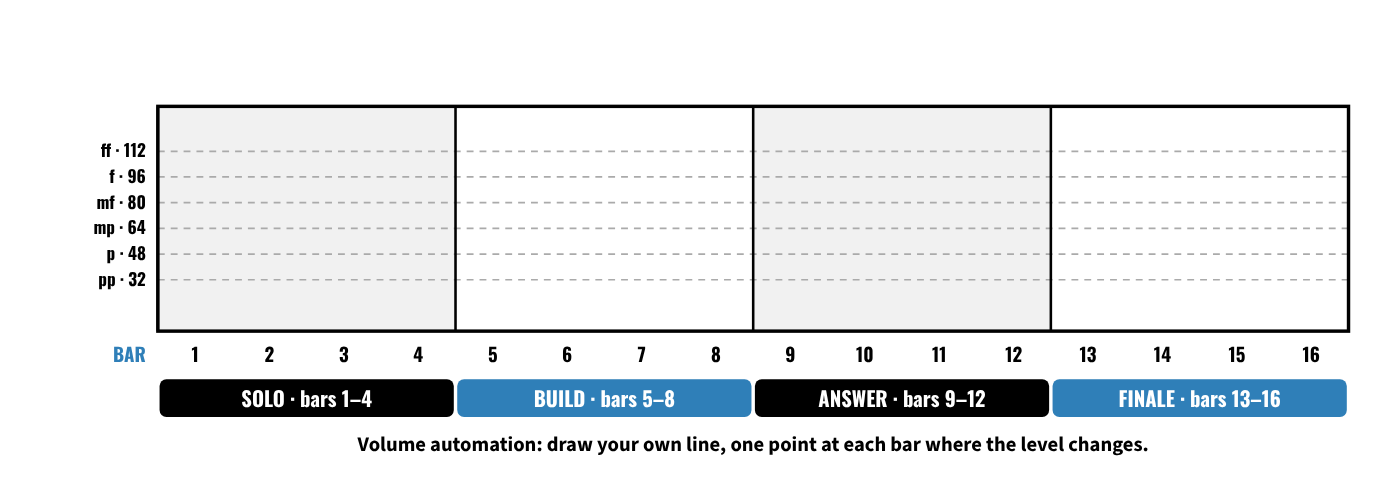 ff · 112
f · 96
mf · 80
mp · 64
p · 48
pp · 32
BAR 1 2 3 4 5 6 7 8 9 10 11 12 13 14 15 16
SOLO · bars 1–4 BUILD · bars 5–8 ANSWER · bars 9–12 FINALE · bars 13–16
Volume automation: draw your own line, one point at each bar where the level changes.